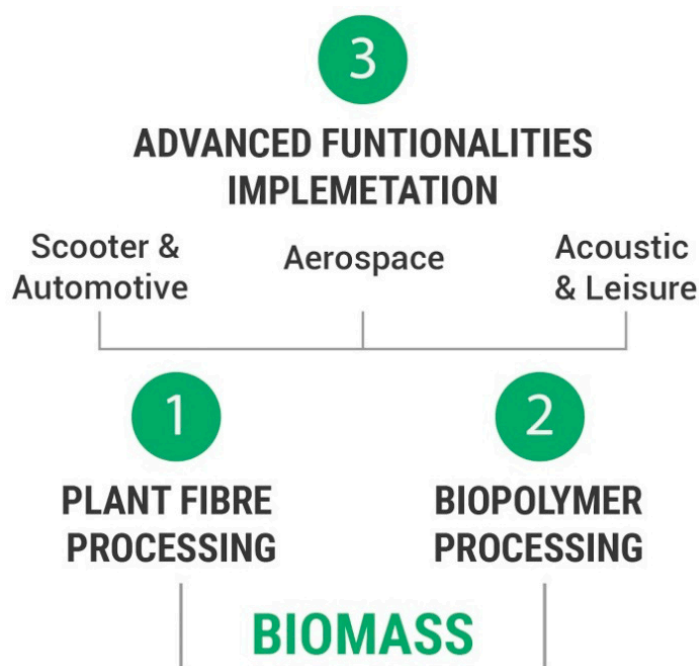 3
ADVANCED FUNTIONALITIES
IMPLEMETATION
Scooter &
Automotive
Aerospace
Acoustic
& Leisure
1
PLANT FIBRE
PROCESSING
2
BIOPOLYMER
PROCESSING
BIOMASS